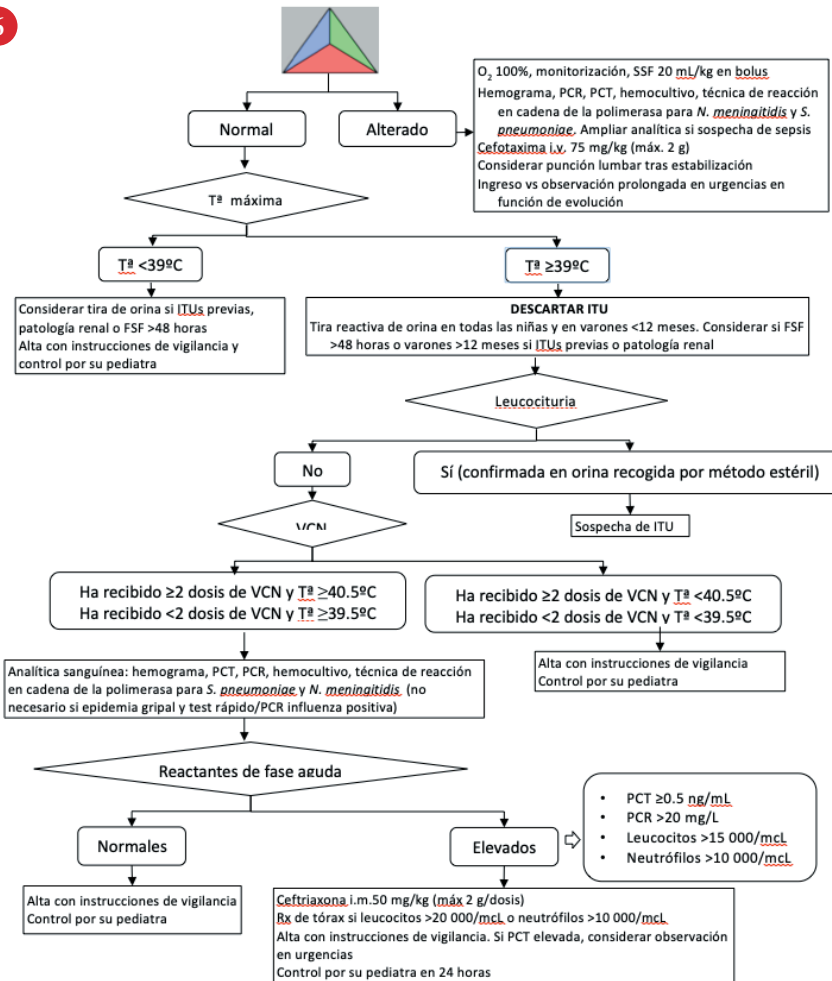 6
O₂ 100%, monitorización, SSF 20 mL/kg en bolus
Hemograma, PCR, PCT, hemocultivo, técnica de reacción
en cadena de la polimerasa para N. meningitidis y S.
pneumoniae. Ampliar analítica si sospecha de sepsis
Cefotaxima i.v. 75 mg/kg (máx. 2 g)
Considerar punción lumbar tras estabilización
Ingreso vs observación prolongada en urgencias en
función de evolución
Normal
Alterado
Tª máxima
Tª <39ºC
Tª ≥39ºC
Considerar tira de orina si ITUs previas,
patología renal o FSF >48 horas
Alta con instrucciones de vigilancia y
control por su pediatra
DESCARTAR ITU
Tira reactiva de orina en todas las niñas y en varones <12 meses. Considerar si FSF
>48 horas o varones >12 meses si ITUs previas o patología renal
Leucocituria
No
Sí (confirmada en orina recogida por método estéril)
VCN
Sospecha de ITU
Ha recibido ≥2 dosis de VCN y Tª ≥40.5ºC
Ha recibido <2 dosis de VCN y Tª ≥39.5ºC
Ha recibido ≥2 dosis de VCN y Tª <40.5ºC
Ha recibido <2 dosis de VCN y Tª <39.5ºC
Analítica sanguínea: hemograma, PCT, PCR, hemocultivo, técnica de reacción
en cadena de la polimerasa para S. pneumoniae y N. meningitidis (no
necesario si epidemia gripal y test rápido/PCR influenza positiva)
Alta con instrucciones de vigilancia
Control por su pediatra
Reactantes de fase aguda
Normales
Elevados
• PCT ≥0.5 ng/mL
• PCR >20 mg/L
• Leucocitos >15 000/mcL
• Neutrófilos >10 000/mcL
Alta con instrucciones de vigilancia
Control por su pediatra
Ceftriaxona i.m.50 mg/kg (máx 2 g/dosis)
Rx de tórax si leucocitos >20 000/mcL o neutrófilos >10 000/mcL
Alta con instrucciones de vigilancia. Si PCT elevada, considerar observación
en urgencias
Control por su pediatra en 24 horas